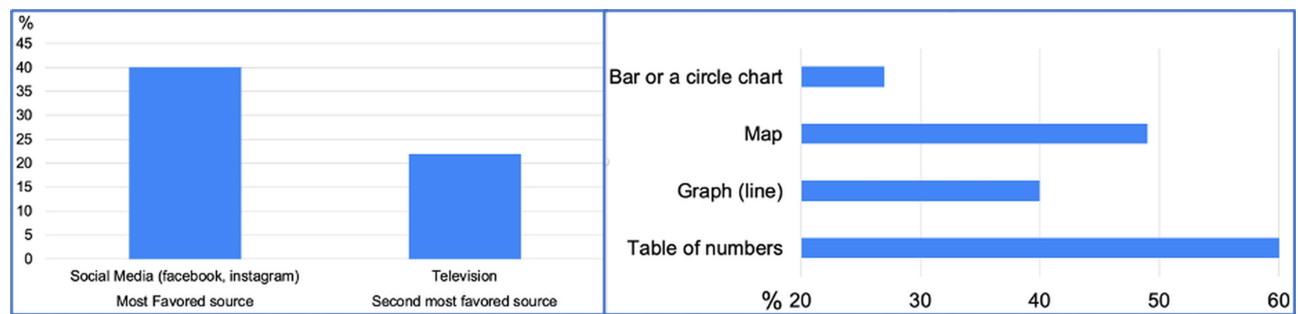 %
45
40
35
30
25
20
15
10
5
0
Social Media (facebook, instagram) Television
Most Favored source Second most favored source
Bar or a circle chart
Map
Graph (line)
Table of numbers
% 20 30 40 50 60